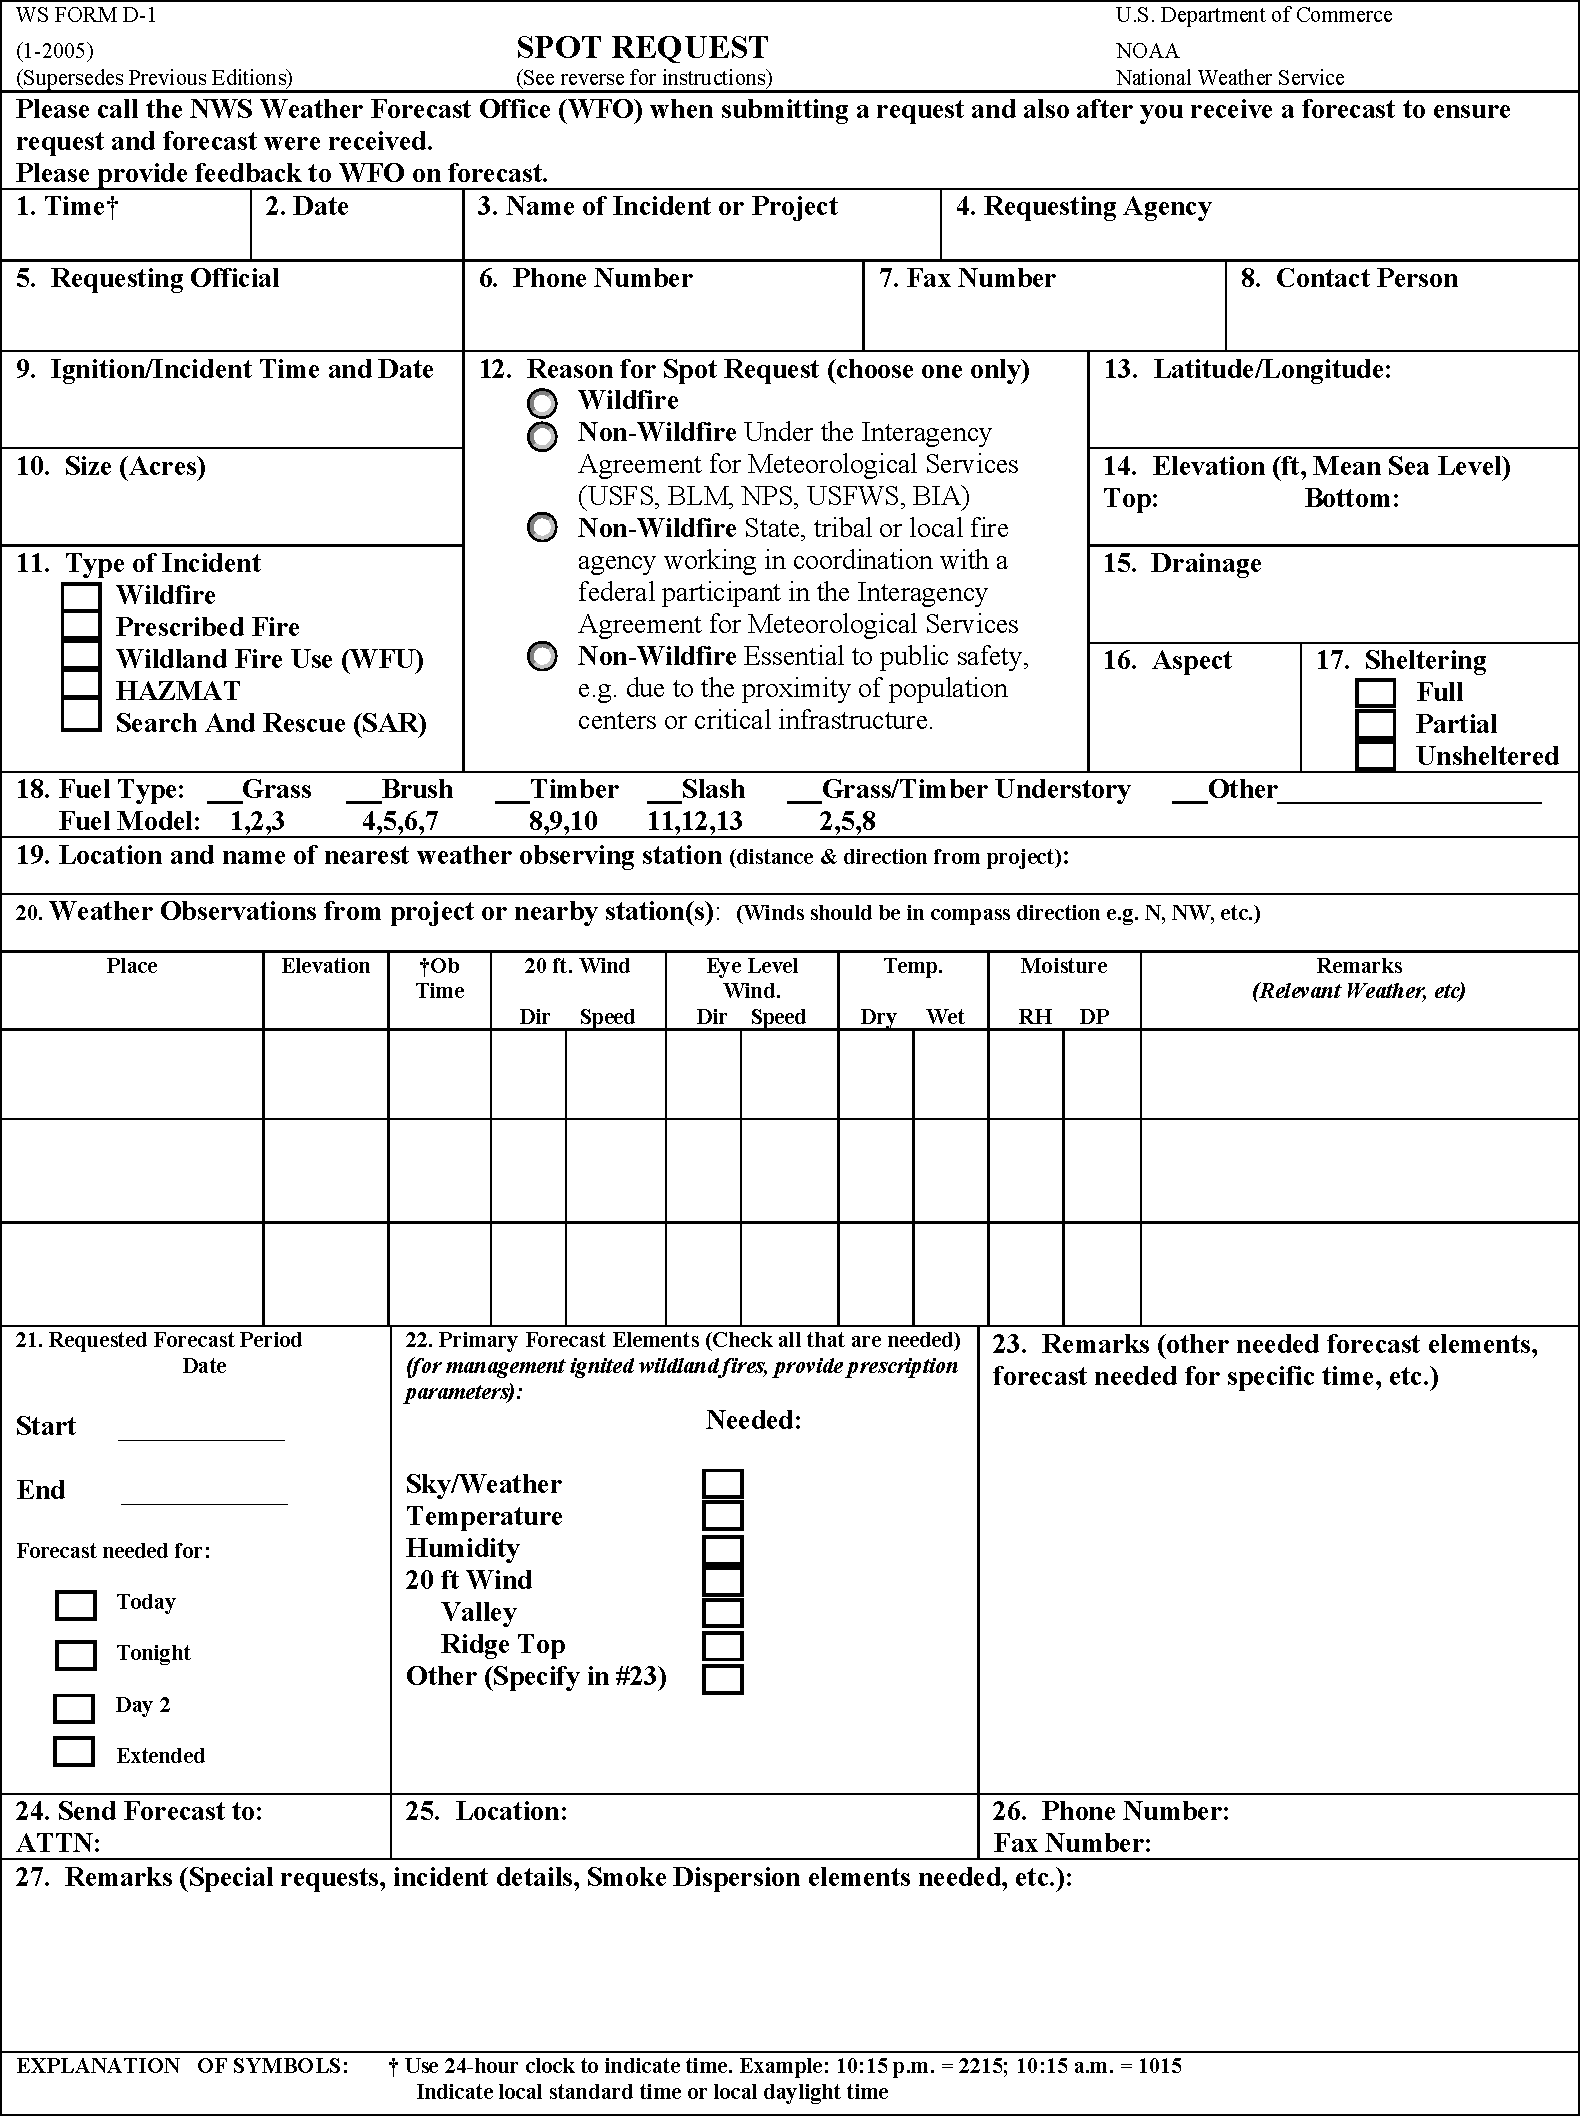 WS FORM D-1
U.S. Department of Commerce
(1-2005)
SPOT REQUEST
NOAA
(Supersedes Previous Editions)
(See reverse for instructions)
National Weather Service
Please call the NWS Weather Forecast Office (WFO) when submitting a request and also after you receive a forecast to ensure
request and forecast were received.
Please provide feedback to WFO on forecast.
1. Time†
2. Date
3. Name of Incident or Project
4. Requesting Agency
5. Requesting Official
6. Phone Number
7. Fax Number
8. Contact Person
9. Ignition/Incident Time and Date
10. Size (Acres)
11. Type of Incident
Wildfire
Prescribed Fire
Wildland Fire Use (WFU)
HAZMAT
Search And Rescue (SAR)
12. Reason for Spot Request (choose one only)
Wildfire
Non-Wildfire Under the Interagency
Agreement for Meteorological Services
(USFS, BLM, NPS, USFWS, BIA)
Non-Wildfire State, tribal or local fire
agency working in coordination with a
federal participant in the Interagency
Agreement for Meteorological Services
Non-Wildfire Essential to public safety,
e.g. due to the proximity of population
centers or critical infrastructure.
13. Latitude/Longitude:
14. Elevation (ft, Mean Sea Level)
Top: Bottom:
15. Drainage
16. Aspect
17. Sheltering
Full
Partial
Unsheltered
18. Fuel Type: __Grass __Brush __Timber __Slash __Grass/Timber Understory __Other___________________
Fuel Model: 1,2,3 4,5,6,7 8,9,10 11,12,13 2,5,8
19. Location and name of nearest weather observing station (distance & direction from project):
20. Weather Observations from project or nearby station(s): (Winds should be in compass direction e.g. N, NW, etc.)
Place
Elevation
†Ob
Time
20 ft. Wind
Dir Speed
Eye Level
Wind.
Dir Speed
Temp.
Dry Wet
Moisture
RH DP
Remarks
(Relevant Weather, etc)
21. Requested Forecast Period
Date
Start ____________
End ____________
Forecast needed for:
Today
Tonight
Day 2
Extended
22. Primary Forecast Elements (Check all that are needed)
(for management ignited wildland fires, provide prescription
parameters):
Needed:
Sky/Weather
Temperature
Humidity
20 ft Wind
Valley
Ridge Top
Other (Specify in #23)
23. Remarks (other needed forecast elements,
forecast needed for specific time, etc.)
24. Send Forecast to:
ATTN:
25. Location:
26. Phone Number:
Fax Number:
27. Remarks (Special requests, incident details, Smoke Dispersion elements needed, etc.):
EXPLANATION OF SYMBOLS: † Use 24-hour clock to indicate time. Example: 10:15 p.m. = 2215; 10:15 a.m. = 1015
Indicate local standard time or local daylight time